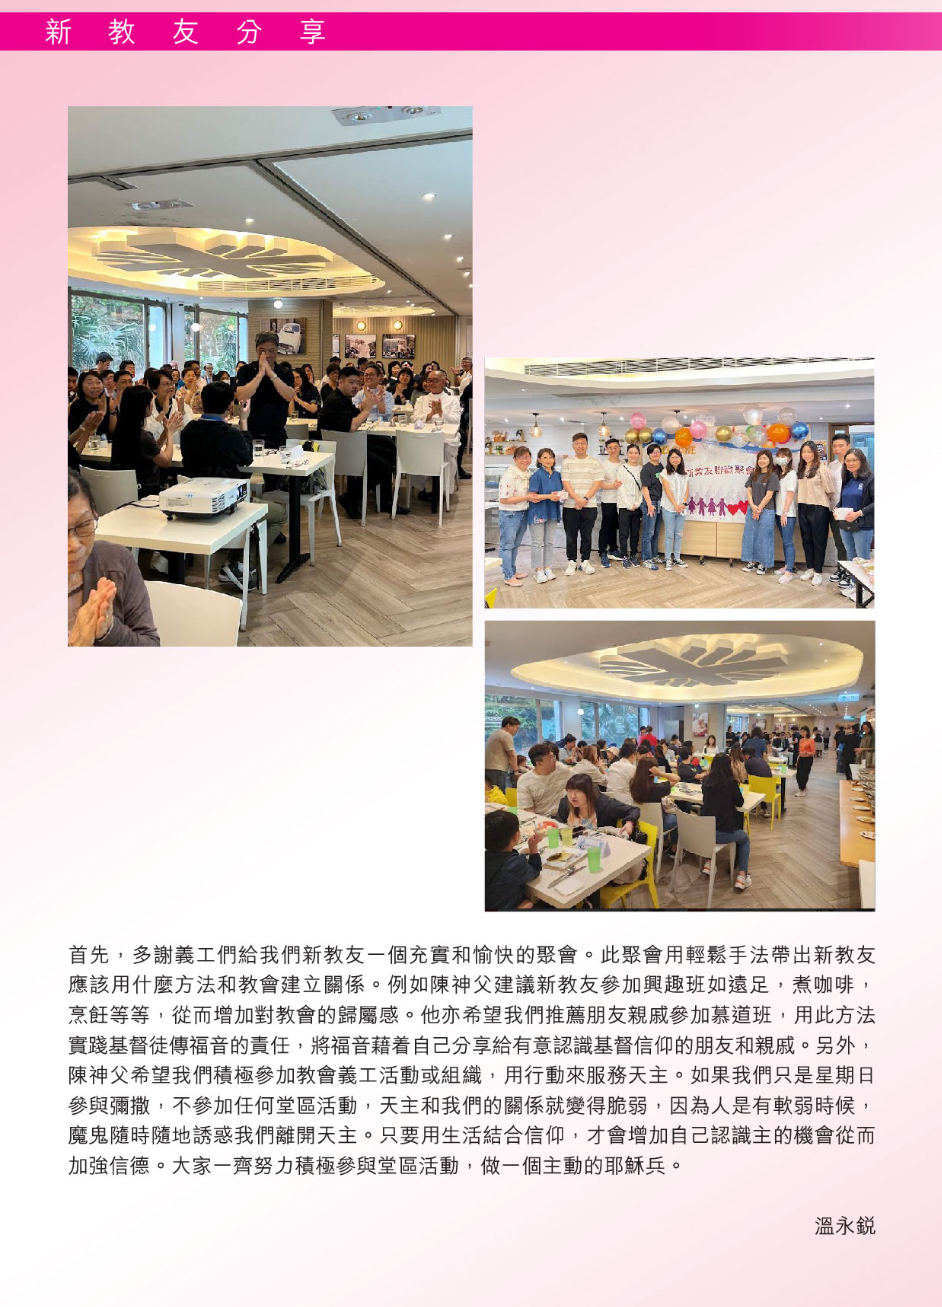 新教友分享
新教友聯誼聚會
首先，多謝義工們給我們新教友一個充實和愉快的聚會。此聚會用輕鬆手法帶出新教友
應該用什麼方法和教會建立關係。例如陳神父建議新教友參加興趣班如遠足，煮咖啡，
烹飪等等，從而增加對教會的歸屬感。他亦希望我們推薦朋友親戚參加慕道班，用此方法
實踐基督徒傳福音的責任，將福音藉着自己分享給有意認識基督信仰的朋友和親戚。另外，
陳神父希望我們積極參加教會義工活動或組織，用行動來服務天主。如果我們只是星期日
參與彌撒，不參加任何堂區活動，天主和我們的關係就變得脆弱，因為人是有軟弱時候，
魔鬼隨時隨地誘惑我們離開天主。只要用生活結合信仰，才會增加自己認識主的機會從而
加強信德。大家一齊努力積極參與堂區活動，做一個主動的耶穌兵。
溫永鋭